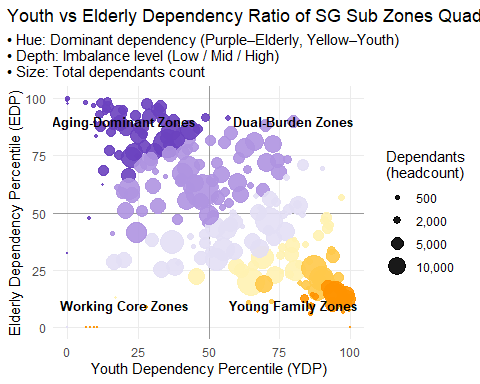 Youth vs Elderly Dependency Ratio of SG Sub Zones Quad
• Hue: Dominant dependency (Purple–Elderly, Yellow–Youth)
• Depth: Imbalance level (Low / Mid / High)
• Size: Total dependants count
Elderly Dependency Percentile (EDP)
100
75
50
25
0
Aging-Dominant Zones
Dual-Burden Zones
Working Core Zones
Young Family Zones
0
25
50
75
100
Youth Dependency Percentile (YDP)
Dependants
(headcount)
500
2,000
5,000
10,000